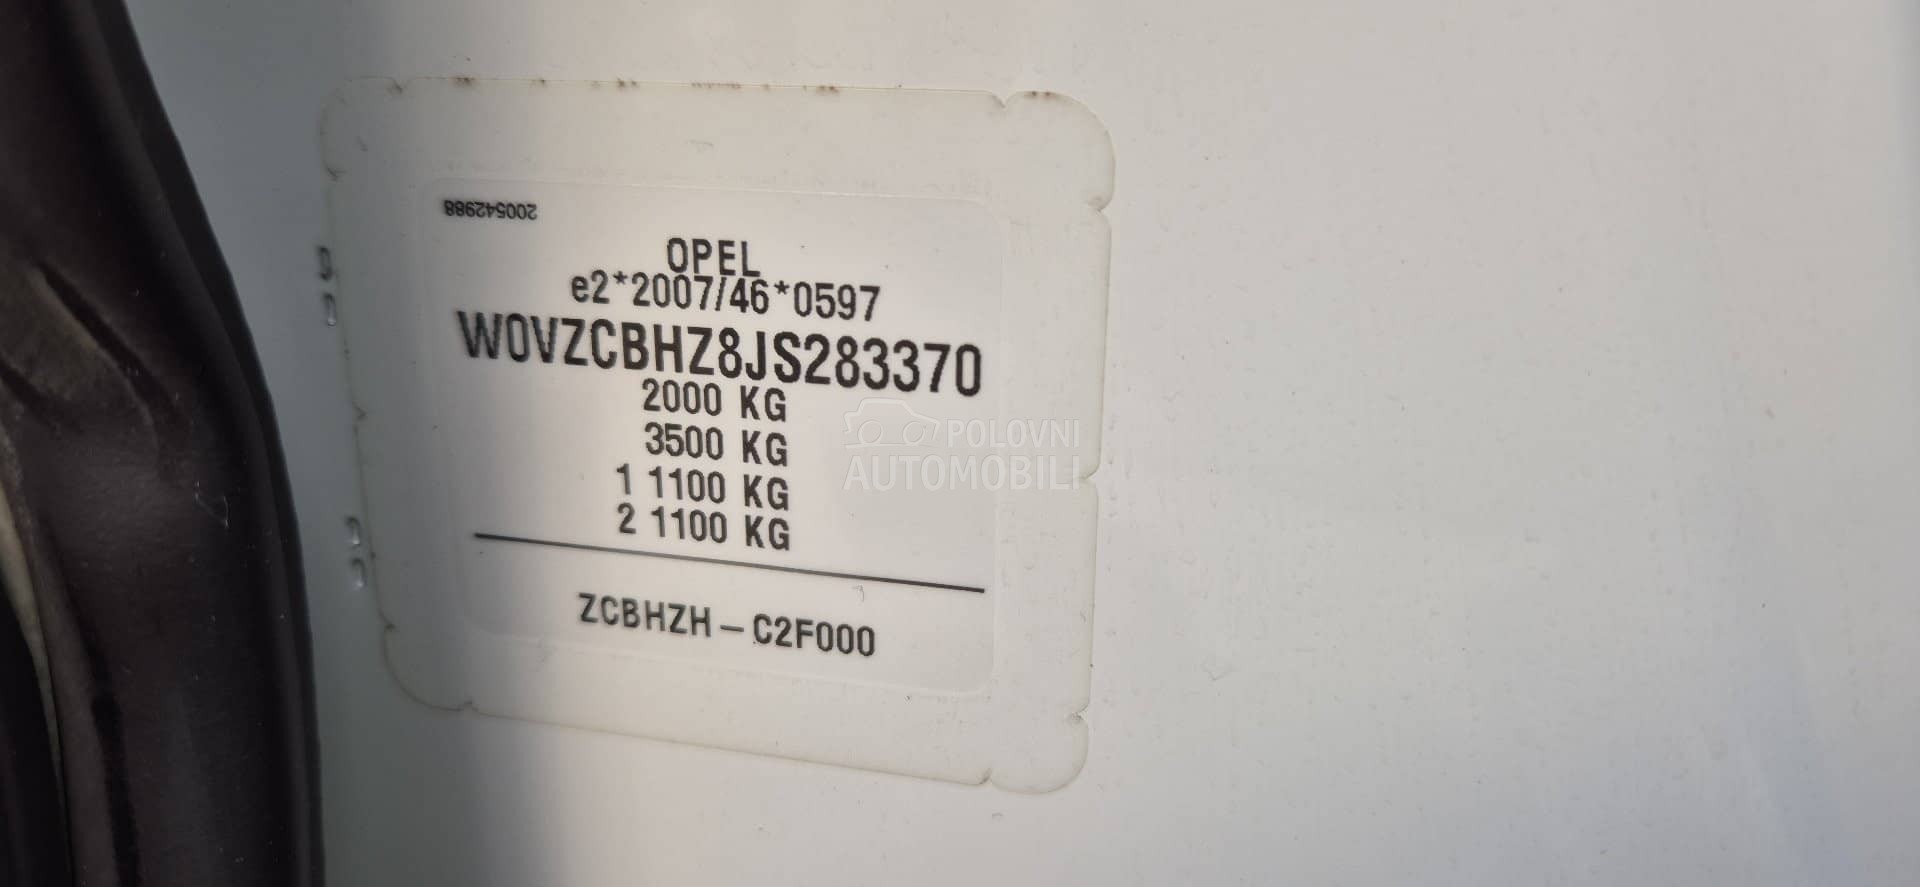 200542988
OPEL
e2*2007/46*0597
W0VZCBHZ8JS283370
2000 KG
3500 KG
1 1100 KG
2 1100 KG
ZCBHZH - C2F000
POLOVNI
AUTOMOBILI